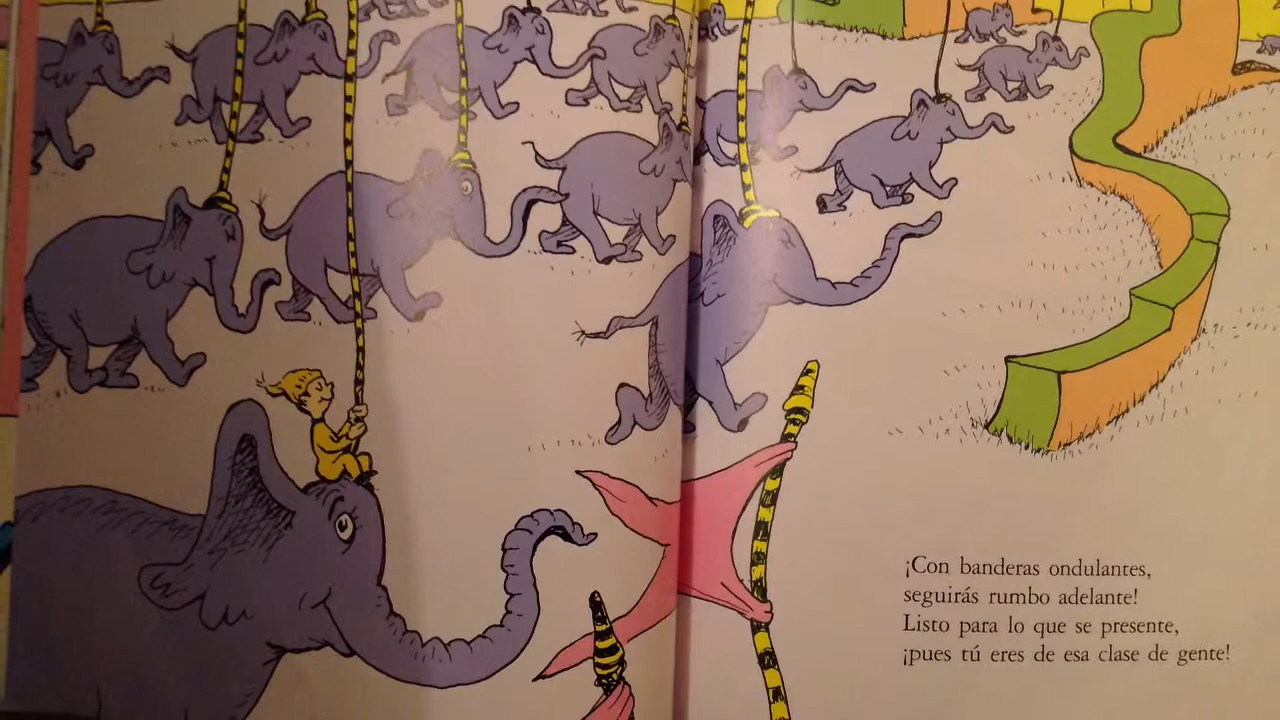 ¡Con banderas ondulantes,
seguirás rumbo adelante!
Listo para lo que se presente,
¡pues tú eres de esa clase de gente!